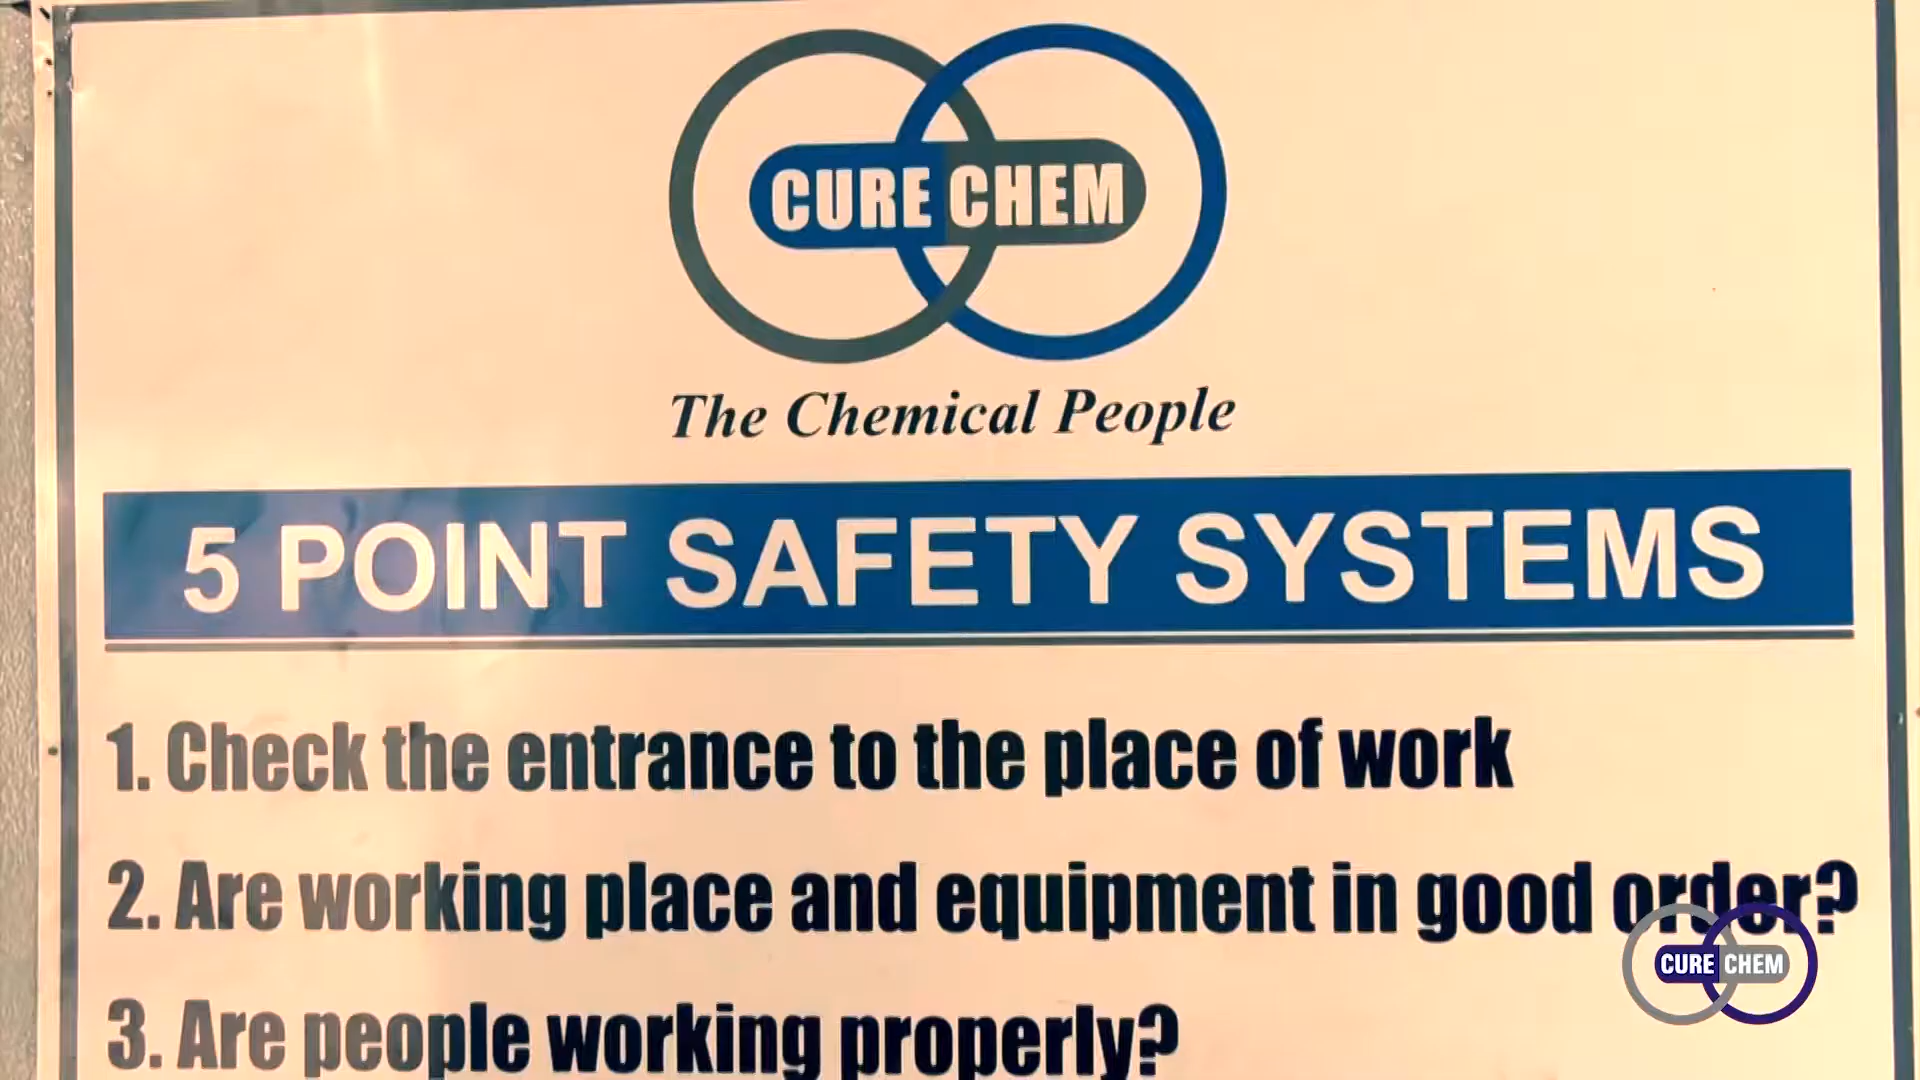 CURE CHEM
The Chemical People
5 POINT SAFETY SYSTEMS
1. Check the entrance to the place of work
2. Are working place and equipment in good order?
3. Are people working properly?
CURE CHEM